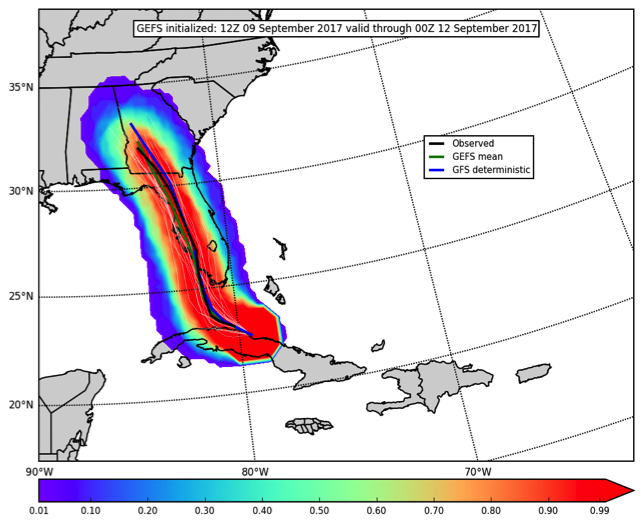 GEFS initialized: 12Z 09 September 2017 valid through 00Z 12 September 2017
35°N
Observed
GEFS mean
GFS deterministic
30°N
25°N
20°N
90°W 80°W 70°W
0.01 0.10 0.20 0.30 0.40 0.50 0.60 0.70 0.80 0.90 0.99